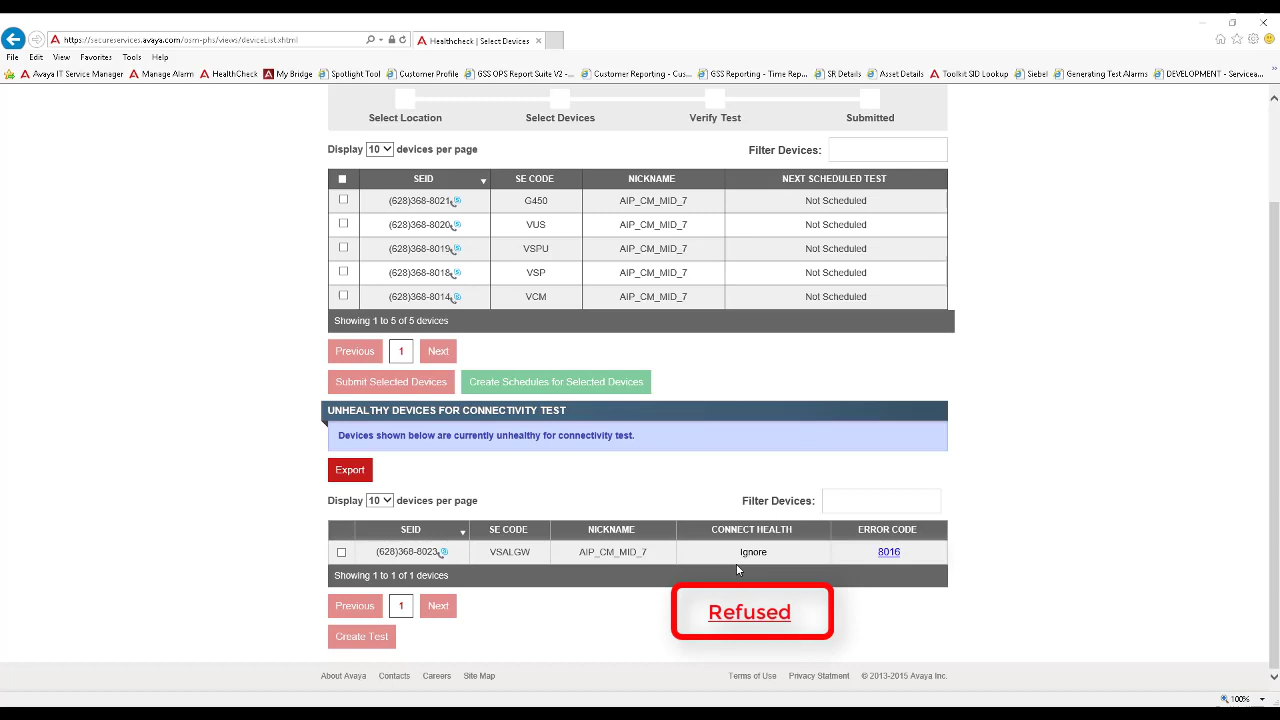 https://secureservices.avaya.com/osm-phs/views/deviceList.xhtml
Healthcheck | Select Devices
File Edit View Favorites Tools Help
Avaya IT Service Manager Manage Alarm HealthCheck My Bridge Spotlight Tool Customer Profile GSS OPS Report Suite V2 -... Customer Reporting - Cus... GSS Reporting - Time Rep... SR Details Asset Details Toolkit SID Lookup Siebel Generating Test Alarms DEVELOPMENT - Servicea...
Select Location Select Devices Verify Test Submitted
Display 10 devices per page Filter Devices:
SEID SE CODE NICKNAME NEXT SCHEDULED TEST
(628)368-8021 G450 AIP_CM_MID_7 Not Scheduled
(628)368-8020 VUS AIP_CM_MID_7 Not Scheduled
(628)368-8019 VSPU AIP_CM_MID_7 Not Scheduled
(628)368-8018 VSP AIP_CM_MID_7 Not Scheduled
(628)368-8014 VCM AIP_CM_MID_7 Not Scheduled
Showing 1 to 5 of 5 devices
Previous 1 Next
Submit Selected Devices Create Schedules for Selected Devices
UNHEALTHY DEVICES FOR CONNECTIVITY TEST
Devices shown below are currently unhealthy for connectivity test.
Export
Display 10 devices per page Filter Devices:
SEID SE CODE NICKNAME CONNECT HEALTH ERROR CODE
(628)368-8023 VSALGW AIP_CM_MID_7 Ignore 8016
Showing 1 to 1 of 1 devices
Previous 1 Next
Refused
Create Test
About Avaya Contacts Careers Site Map Terms of Use Privacy Statment © 2013-2015 Avaya Inc.
100%